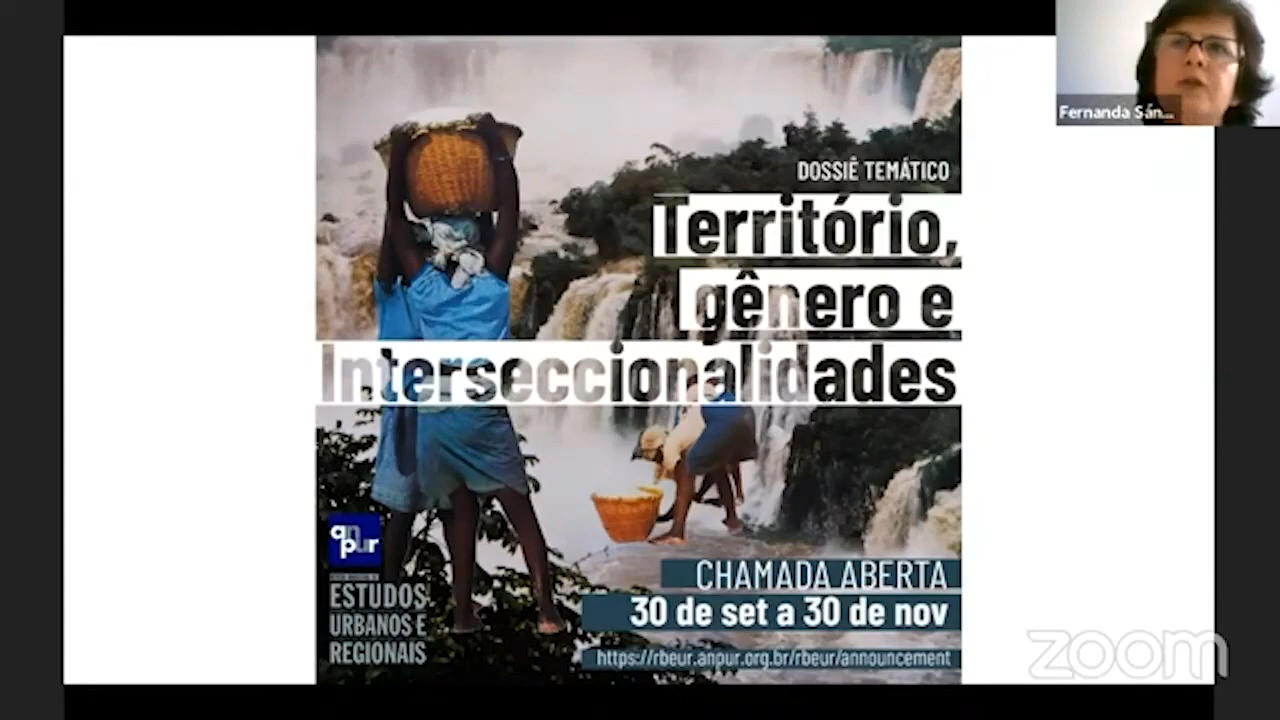 Fernanda Sán...
DOSSIÊ TEMÁTICO
Território,
gênero e
Interseccionalidades
anpur
ESTUDOS
URBANOS E
REGIONAIS
CHAMADA ABERTA
30 de set a 30 de nov
https://rbeur.anpur.org.br/rbeur/announcement
zoom